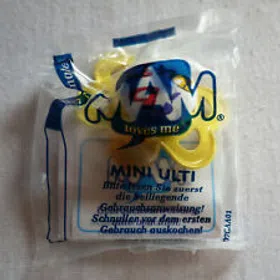 MAM®
loves me
MINI ULTI
Bitte lesen Sie zuerst
die beiliegende
Gebrauchsanweisung!
Schnuller vor dem ersten
Gebrauch auskochen!